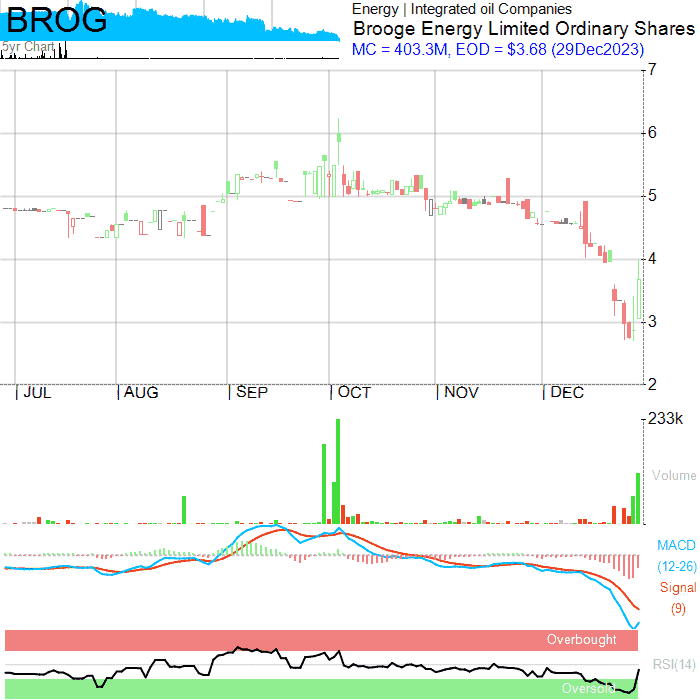 BROG
5yr Chart
Energy | Integrated oil Companies
Brooge Energy Limited Ordinary Shares
MC = 403.3M, EOD = $3.68 (29Dec2023)
7
6
5
4
3
2
| JUL | AUG | SEP | OCT | NOV | DEC
233k
Volume
MACD
(12-26)
Signal
(9)
Overbought
RSI(14)
Oversold